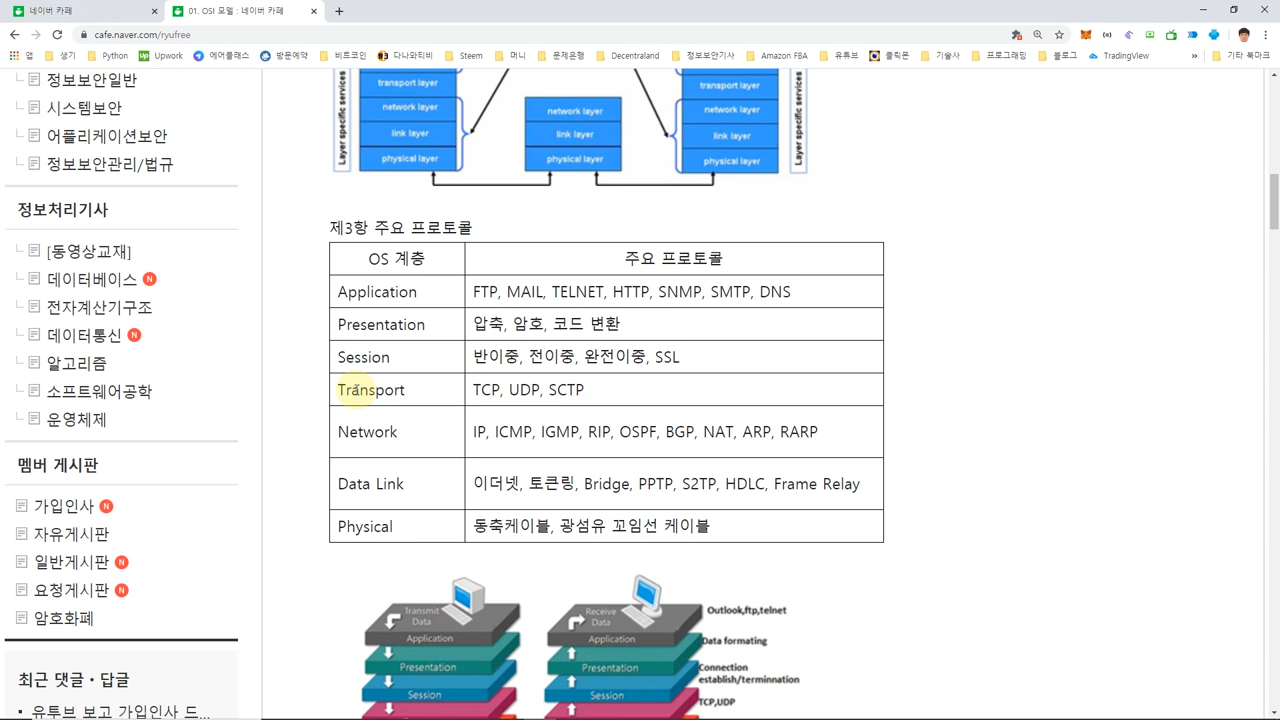 네이버 카페
01. OSI 모델 : 네이버 카페
cafe.naver.com/ryufree
앱
생기
Python
Upwork
에어클래스
방문예약
비트코인
다나와티비
Steem
머니
문제은행
Decentraland
정보보안기사
Amazon FBA
유튜브
클릭몬
기술사
프로그래밍
블로그
TradingView
»
기타 북마크
정보보안일반
시스템보안
어플리케이션보안
정보보안관리/법규
정보처리기사
[동영상교재]
데이터베이스 N
전자계산기구조
데이터통신 N
알고리즘
소프트웨어공학
운영체제
멤버 게시판
가입인사 N
자유게시판
일반게시판 N
요청게시판 N
암호화폐
최근 댓글 · 답글
유튜브 보고 가입인사 드...
Layer specific services
transport layer
network layer
link layer
physical layer
network layer
link layer
physical layer
transport layer
network layer
link layer
physical layer
Layer specific services
제3항 주요 프로토콜
OS 계층 주요 프로토콜
Application FTP, MAIL, TELNET, HTTP, SNMP, SMTP, DNS
Presentation 압축, 암호, 코드 변환
Session 반이중, 전이중, 완전이중, SSL
Transport TCP, UDP, SCTP
Network IP, ICMP, IGMP, RIP, OSPF, BGP, NAT, ARP, RARP
Data Link 이더넷, 토큰링, Bridge, PPTP, S2TP, HDLC, Frame Relay
Physical 동축케이블, 광섬유 꼬임선 케이블
Transmit
Data
Application
Presentation
Session
Receive
Data
Application
Presentation
Session
Outlook,ftp,telnet
Data formating
Connection
establish/terminnation
TCP,UDP